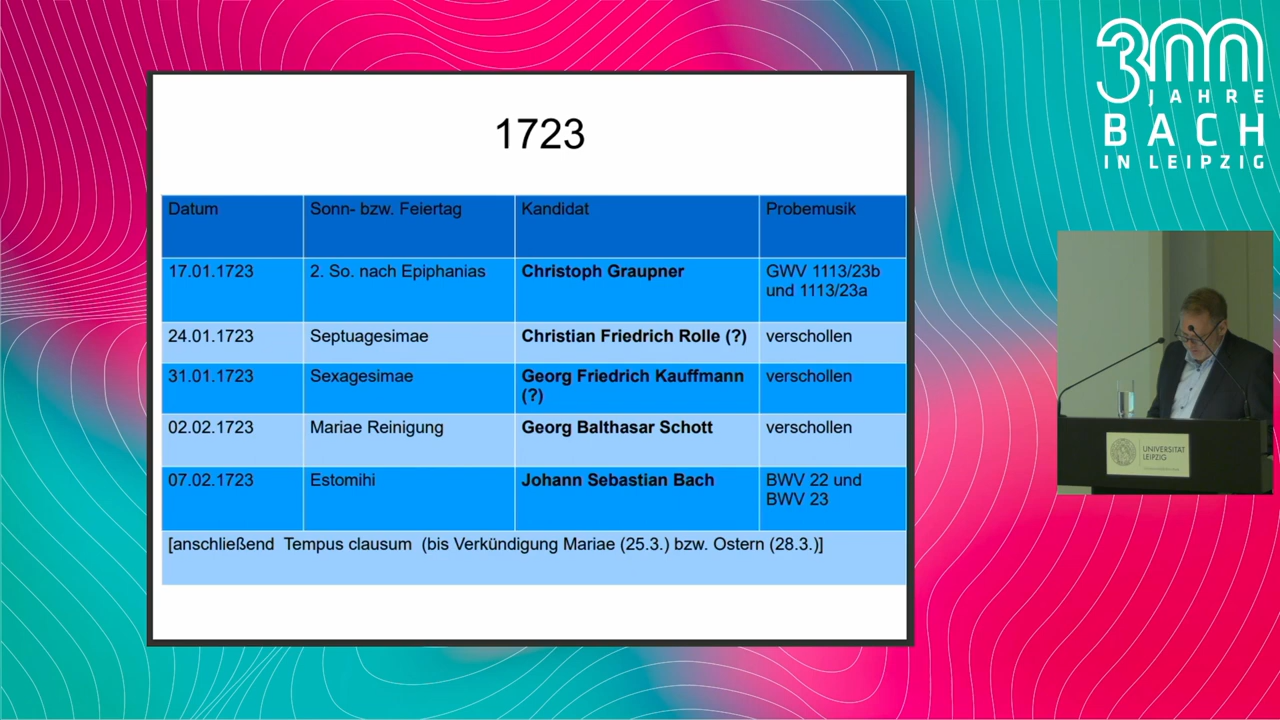 300
JAHRE
BACH
IN LEIPZIG
1723
Datum Sonn- bzw. Feiertag Kandidat Probemusik
17.01.1723 2. So. nach Epiphanias Christoph Graupner GWV 1113/23b
und 1113/23a
24.01.1723 Septuagesimae Christian Friedrich Rolle (?) verschollen
31.01.1723 Sexagesimae Georg Friedrich Kauffmann verschollen
(?)
02.02.1723 Mariae Reinigung Georg Balthasar Schott verschollen
07.02.1723 Estomihi Johann Sebastian Bach BWV 22 und
BWV 23
[anschließend Tempus clausum (bis Verkündigung Mariae (25.3.) bzw. Ostern (28.3.)]
UNIVERSITÄT
LEIPZIG